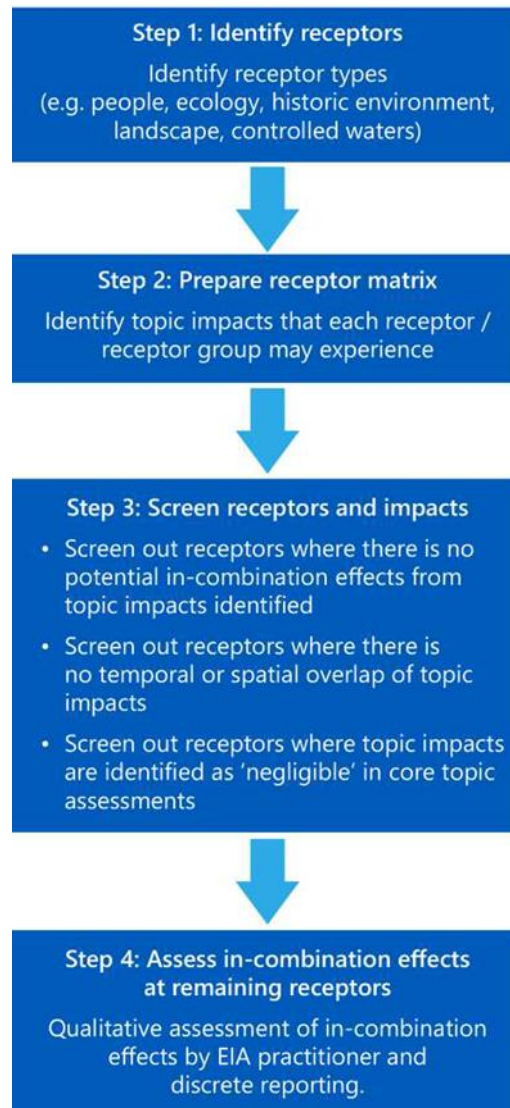 Step 1: Identify receptors
Identify receptor types
(e.g. people, ecology, historic environment,
landscape, controlled waters)
Step 2: Prepare receptor matrix
Identify topic impacts that each receptor /
receptor group may experience
Step 3: Screen receptors and impacts
• Screen out receptors where there is no
potential in-combination effects from
topic impacts identified
• Screen out receptors where there is
no temporal or spatial overlap of topic
impacts
• Screen out receptors where topic impacts
are identified as ‘negligible’ in core topic
assessments
Step 4: Assess in-combination effects
at remaining receptors
Qualitative assessment of in-combination
effects by EIA practitioner and
discrete reporting.